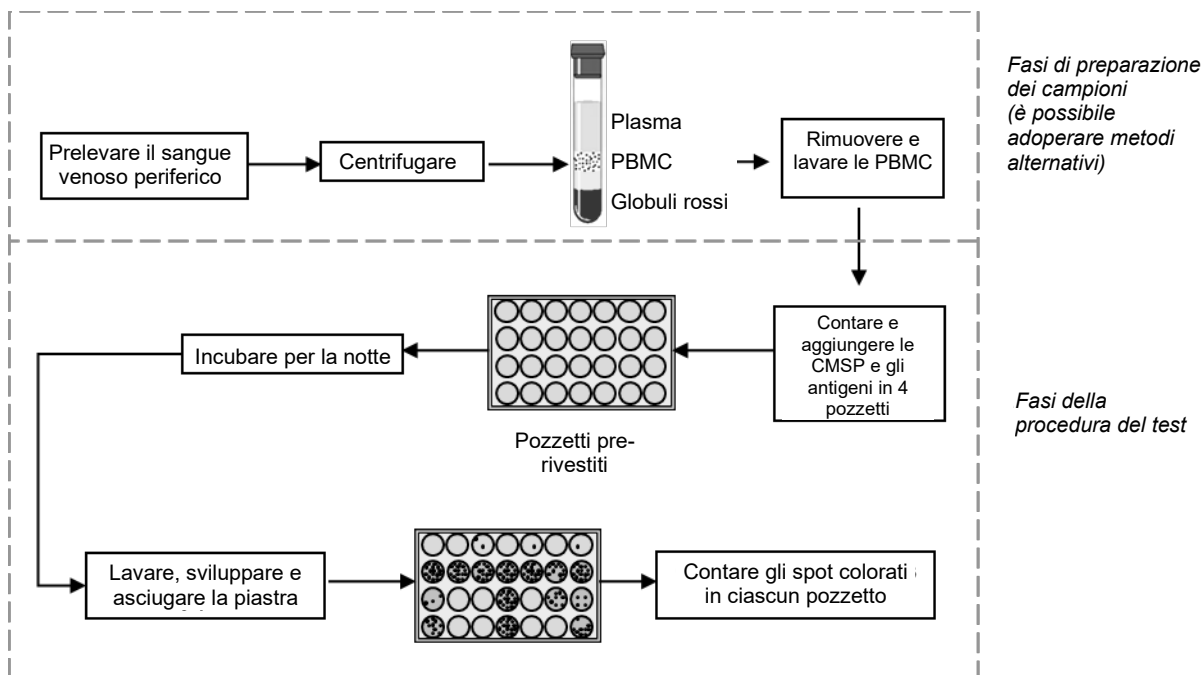 Prelevare il sangue
venoso periferico
Centrifugare
Plasma
PBMC
Globuli rossi
Rimuovere e
lavare le PBMC
Fasi di preparazione
dei campioni
(è possibile
adoperare metodi
alternativi)
Contare e
aggiungere le
CMSP e gli
antigeni in 4
pozzetti
Pozzetti pre-
rivestiti
Incubare per la notte
Fasi della
procedura del test
Lavare, sviluppare e
asciugare la piastra
Contare gli spot colorati
in ciascun pozzetto